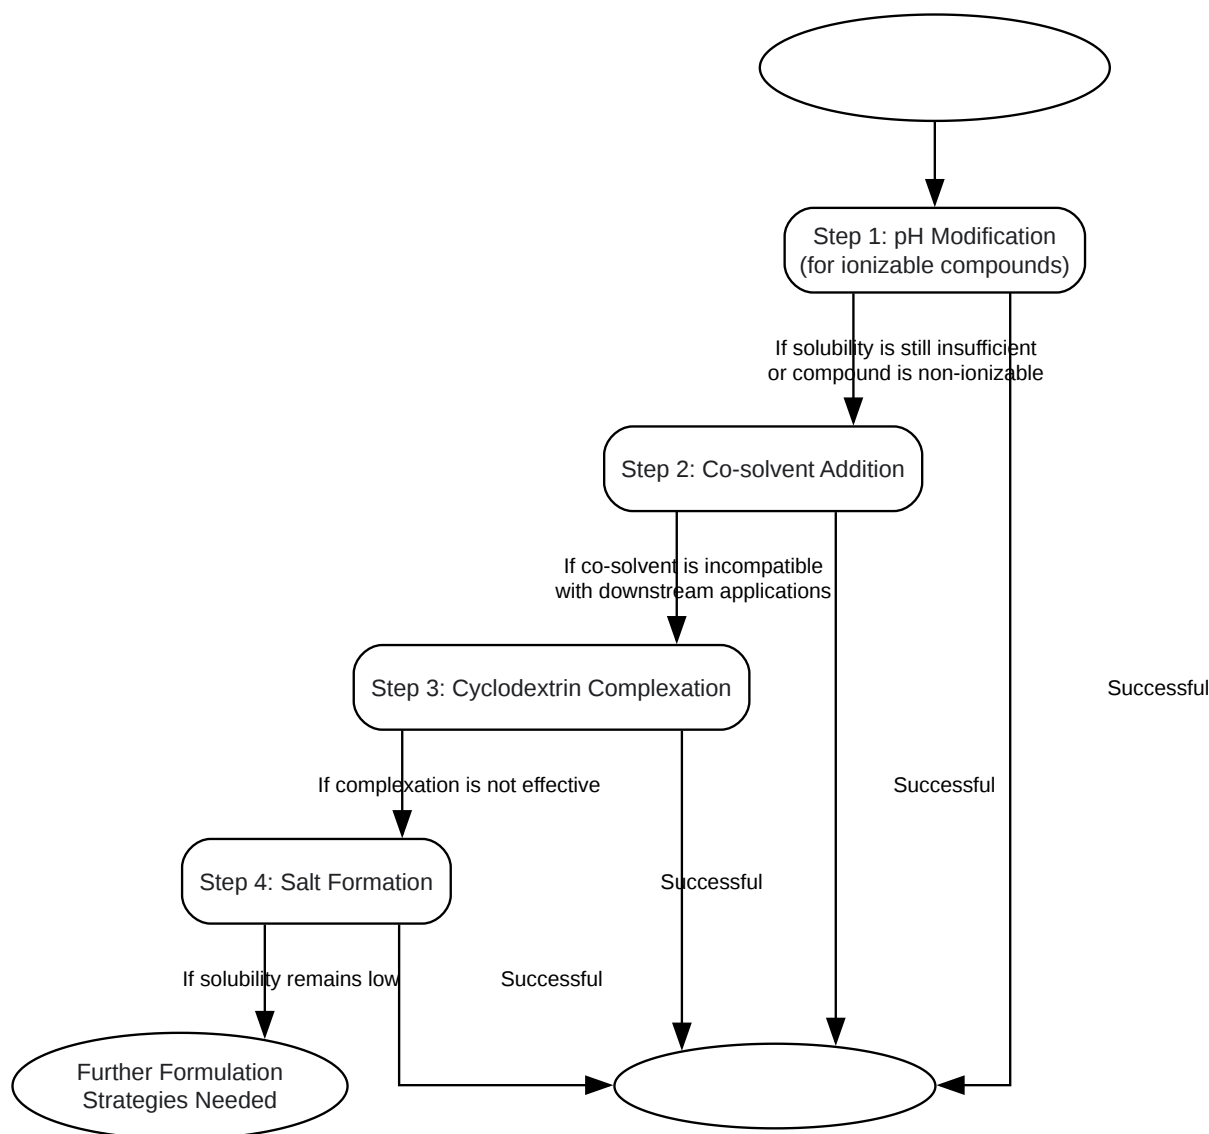 Step 1: pH Modification
(for ionizable compounds)
If solubility is still insufficient
or compound is non-ionizable
Step 2: Co-solvent Addition
If co-solvent is incompatible
with downstream applications
Step 3: Cyclodextrin Complexation
Successful
If complexation is not effective
Successful
Step 4: Salt Formation
Successful
If solubility remains low
Successful
Further Formulation
Strategies Needed